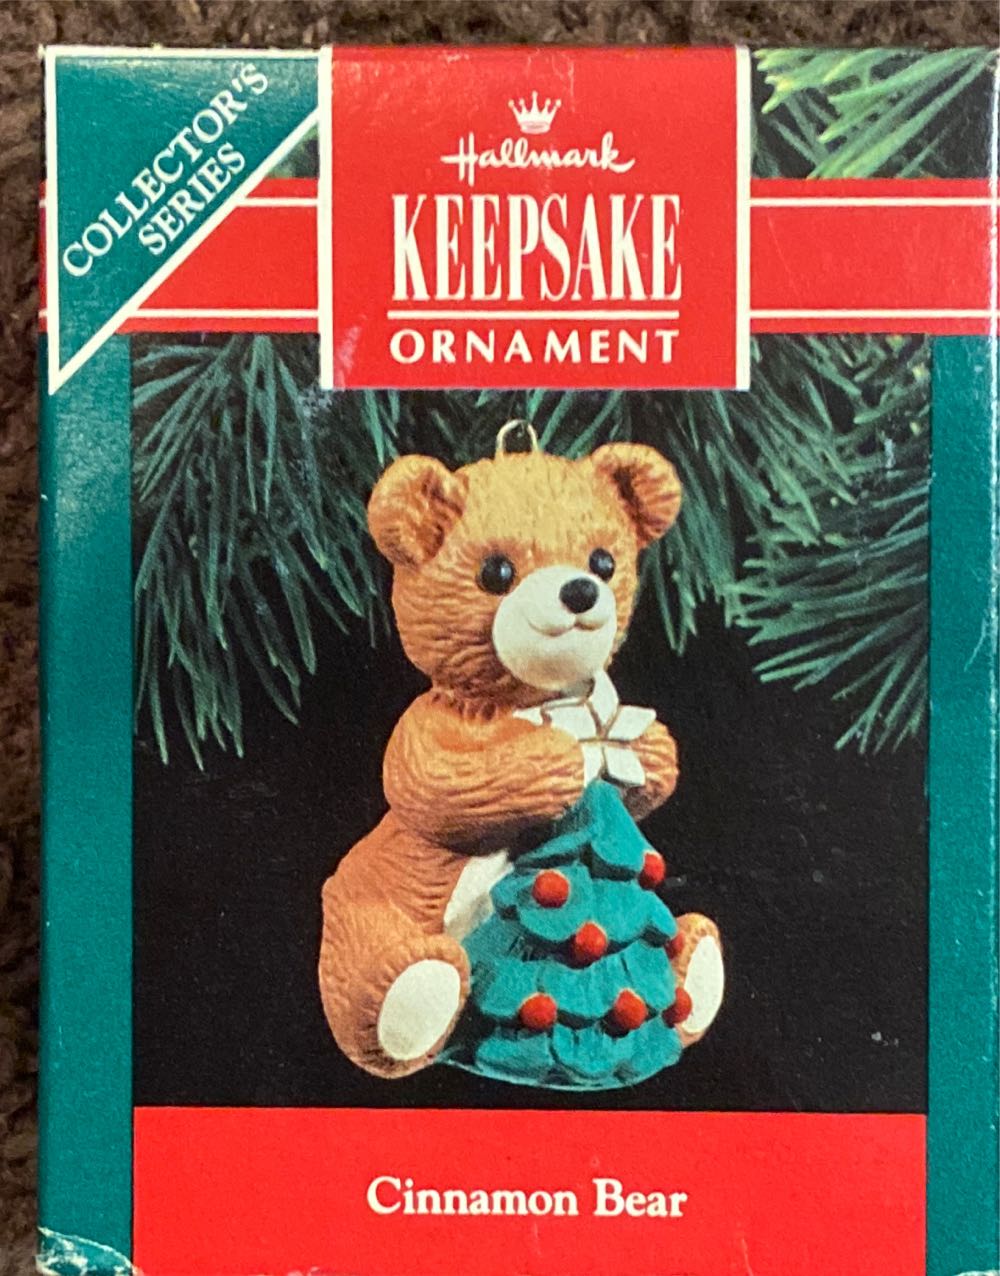 COLLECTOR'S
SERIES
Hallmark
KEEPSAKE
ORNAMENT
Cinnamon Bear